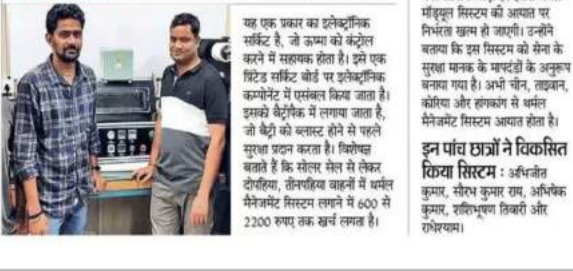 यह एक प्रकार का इलेक्ट्रॉनिक
सर्किट है, जो ऊष्मा को कंट्रोल
करने में सहायक होता है। इसे एक
प्रिंटेड सर्किट बोर्ड पर इलेक्ट्रॉनिक
कम्पोनेंट में एसंबल किया जाता है।
इसको बैट्रीपैक में लगाया जाता है,
जो बैट्री को ब्लास्ट होने से पहले
सुरक्षा प्रदान करता है। विशेषज्ञ
बताते हैं कि सोलर सेल से लेकर
दोपहिया, तीनपहिया वाहनों में थर्मल
मैनेजमेंट सिस्टम लगाने में 600 से
2200 रुपए तक खर्च लगता है।
मॉड्यूल सिस्टम की आयात पर
निर्भरता खत्म हो जाएगी। उन्होंने
बताया कि इस सिस्टम को सेना के
सुरक्षा मानक के मापदंडों के अनुरूप
बनाया गया है। अभी चीन, ताइवान,
कोरिया और हांगकांग से थर्मल
मैनेजमेंट सिस्टम आयात होता है।
इन पांच छात्रों ने विकसित
किया सिस्टम : अभिजीत
कुमार, सौरभ कुमार राय, अभिषेक
कुमार, शशिभूषण तिवारी और
राधेश्याम।